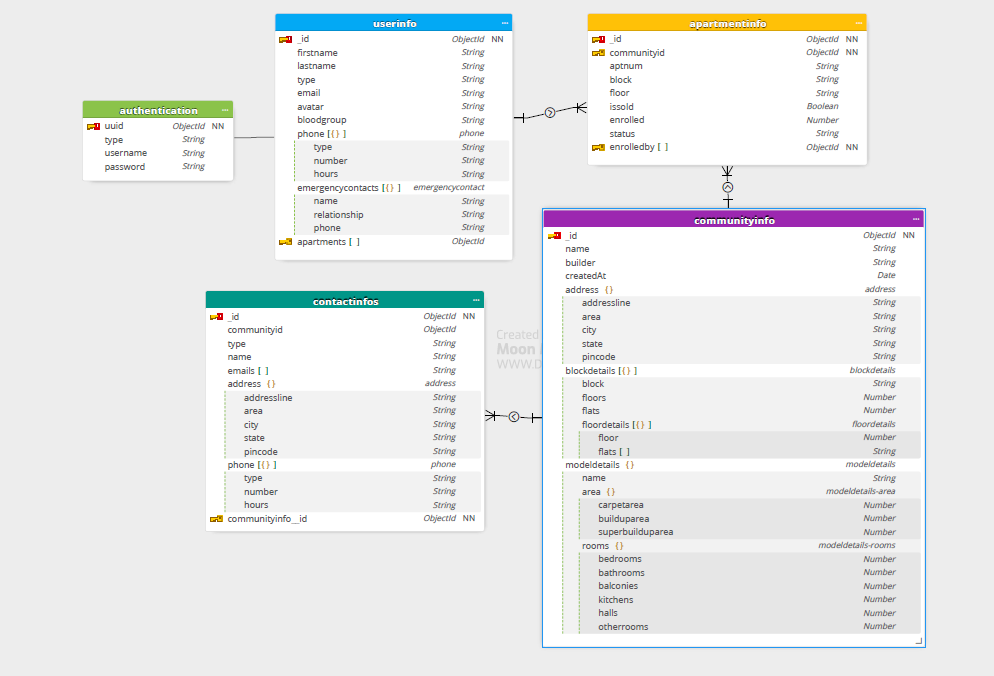 userinfo ...
_id ObjectId NN
firstname String
lastname String
type String
email String
avatar String
bloodgroup String
phone [{} ] phone
type String
number String
hours String
emergencycontacts [{} ] emergencycontact
name String
relationship String
phone String
apartments [ ] ObjectId
apartmentinfo ...
_id ObjectId NN
communityid ObjectId NN
aptnum String
block String
floor String
issold Boolean
enrolled Number
status String
enrolledby [ ] ObjectId NN
authentication ...
uuid ObjectId NN
type String
username String
password String
communityinfo ...
_id ObjectId NN
name String
builder String
createdAt Date
address {} address
addressline String
area String
city String
state String
pincode String
blockdetails [{} ] blockdetails
block String
floors Number
flats Number
floordetails [{} ] floordetails
floor Number
flats [ ] String
modeldetails {} modeldetails
name String
area {} modeldetails-area
carpetarea Number
builduparea Number
superbuilduparea Number
rooms {} modeldetails-rooms
bedrooms Number
bathrooms Number
balconies Number
kitchens Number
halls Number
otherrooms Number
contactinfos ...
_id ObjectId NN
communityid ObjectId
type String
name String
emails [ ] String
address {} address
addressline String
area String
city String
state String
pincode String
phone [{} ] phone
type String
number String
hours String
communityinfo__id ObjectId NN
Created
Moon
WWW.D